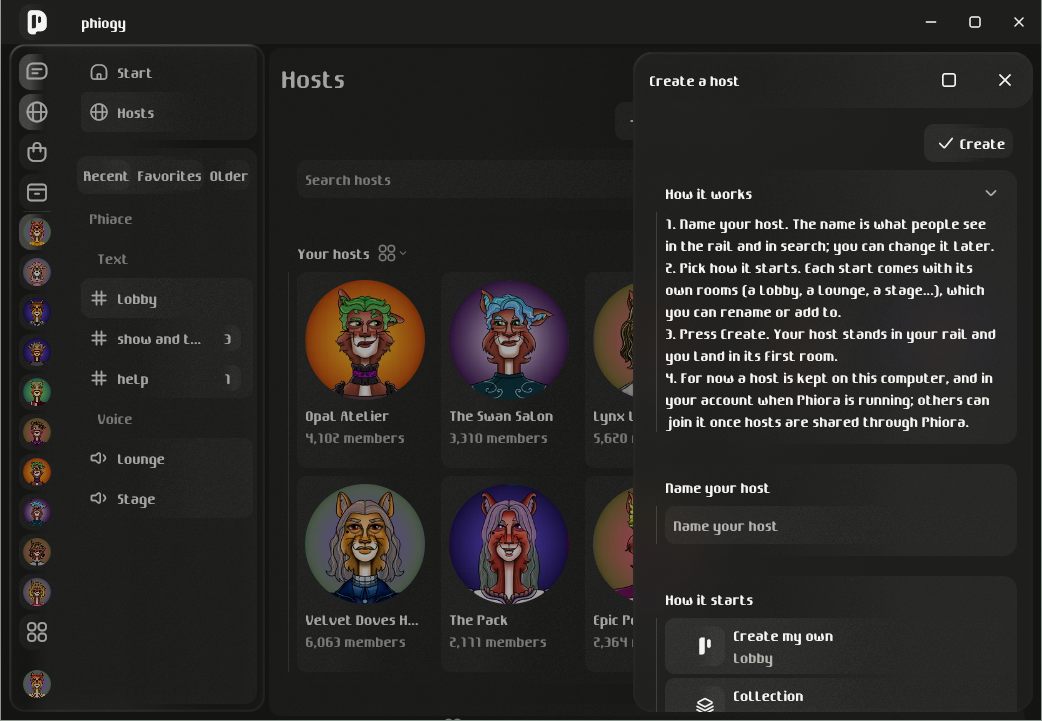 phiogy
Start
Hosts
Recent Favorites Older
Phiace
Text
Lobby
show and t... 3
help 1
Voice
Lounge
Stage
Hosts
Search hosts
Your hosts
Opal Atelier
4,102 members
The Swan Salon
3,310 members
Lynx L
5,620
Velvet Doves H...
6,063 members
The Pack
2,111 members
Epic P
2,364
Create a host
Create
How it works
1. Name your host. The name is what people see
in the rail and in search; you can change it later.
2. Pick how it starts. Each start comes with its
own rooms (a lobby, a lounge, a stage...), which
you can rename or add to.
3. Press Create. Your host stands in your rail and
you land in its first room.
4. For now a host is kept on this computer, and in
your account when Phiora is running; others can
join it once hosts are shared through Phiora.
Name your host
Name your host
How it starts
Create my own
Lobby
Collection